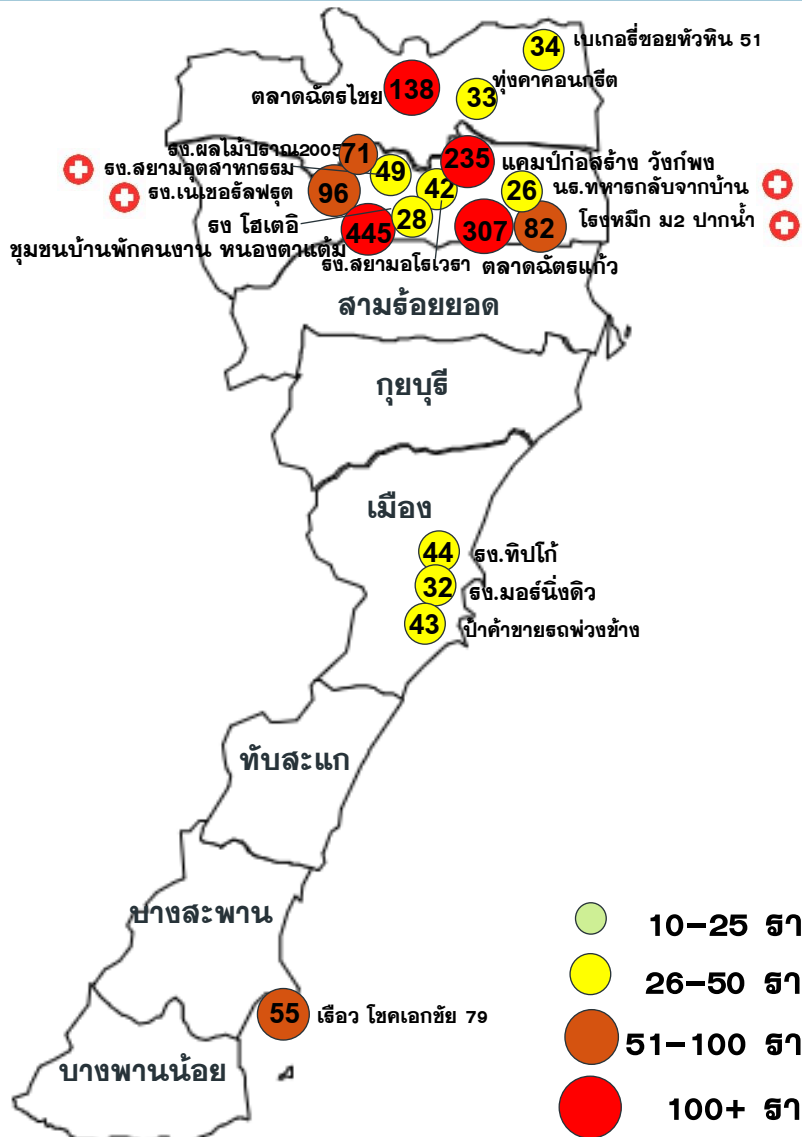 34 เบเกอรี่ซอยหัวหิน 51
ตลาดฉัตรไชย 138
33 ทุ่งคาคอนกรีต
รง.ผลไม้ปราณ2005 71
235 แคมป์ก่อสร้าง วังก์พง
รง.สยามอุตสาหกรรม 49
รง.เนเชอรัลฟรุต 96
42
26 นร.ทหารกลับจากบ้าน
รง โฮเตอิ 28
307
82 โรงหมึก ม2 ปากน้ำ
ชุมชนบ้านพักคนงาน หนองตาแต้ม 445
รง.สยามอโรเวรา
ตลาดฉัตรแก้ว
สามร้อยยอด
กุยบุรี
เมือง
44 รง.ทิปโก้
32 รง.มอร์นิ่งดิว
43 ป้าค้าขายรถพ่วงข้าง
ทับสะแก
บางสะพาน
55 เรือว โชคเอกชัย 79
บางพานน้อย
10-25 รา
26-50 รา
51-100 รา
100+ รา